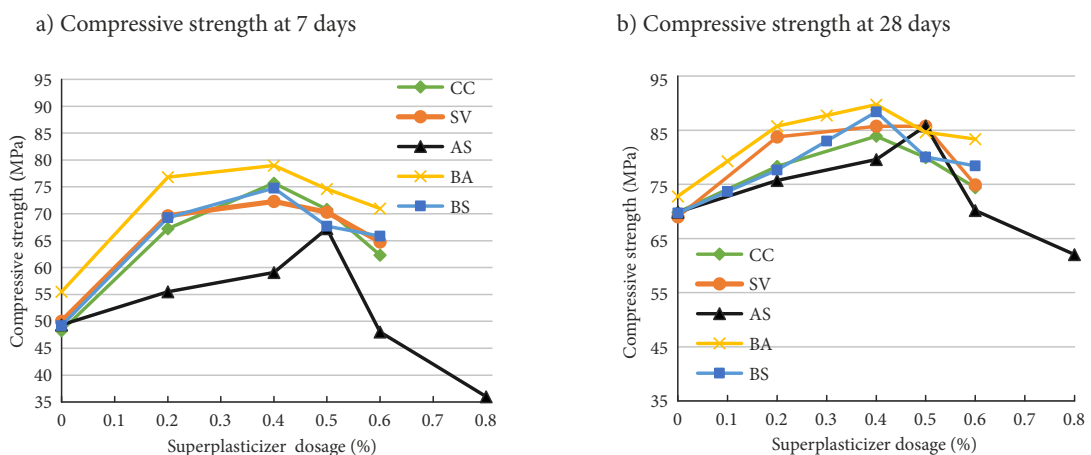 a) Compressive strength at 7 days
95
90
85
80
75
70
65
60
55
50
45
40
35
Compressive strength (MPa)
0
0.1
0.2
0.3
0.4
0.5
0.6
0.7
0.8
Superplasticizer dosage (%)
CC
SV
AS
BA
BS
b) Compressive strength at 28 days
95
85
75
65
55
45
35
Compressive strength (MPa)
0
0.1
0.2
0.3
0.4
0.5
0.6
0.7
0.8
Superplasticizer dosage (%)
CC
SV
AS
BA
BS